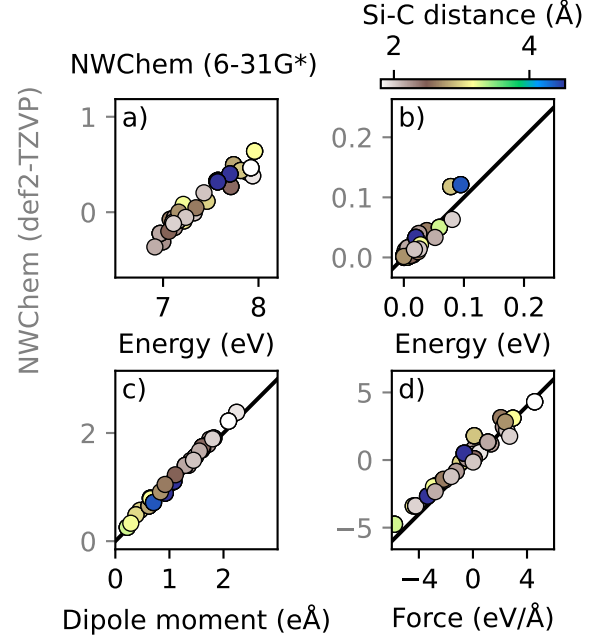 Si-C distance (Å)
2 4
NWChem (6-31G*)
NWChem (def2-TZVP)
a)
1
0
7 8
Energy (eV)
b)
0.2
0.1
0.0
0.0 0.1 0.2
Energy (eV)
c)
2
0
0 1 2
Dipole moment (eÅ)
d)
5
0
−5
−4 0 4
Force (eV/Å)